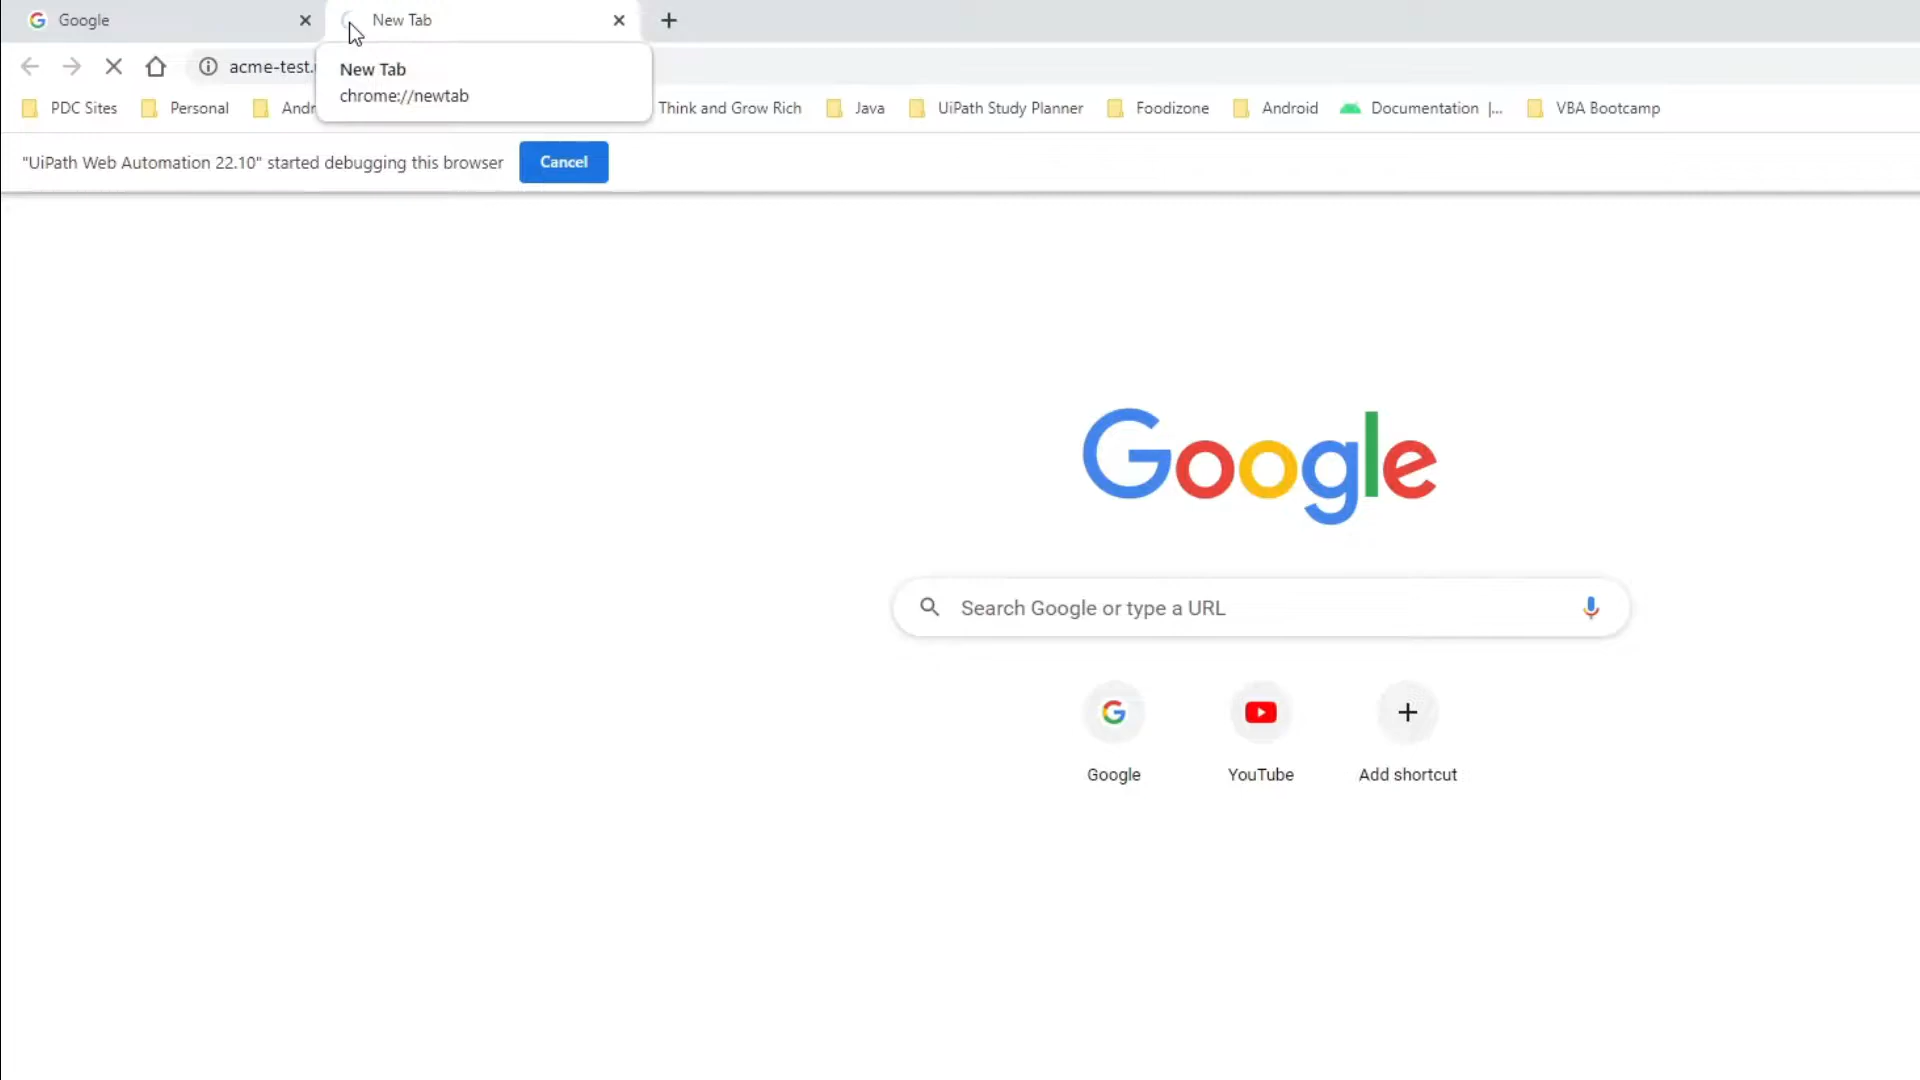 Google
New Tab
acme-test.
New Tab
chrome://newtab
PDC Sites
Personal
Think and Grow Rich
Java
UiPath Study Planner
Foodizone
Android
Documentation |...
VBA Bootcamp
"UiPath Web Automation 22.10" started debugging this browser
Cancel
Google
Search Google or type a URL
Google
YouTube
Add shortcut